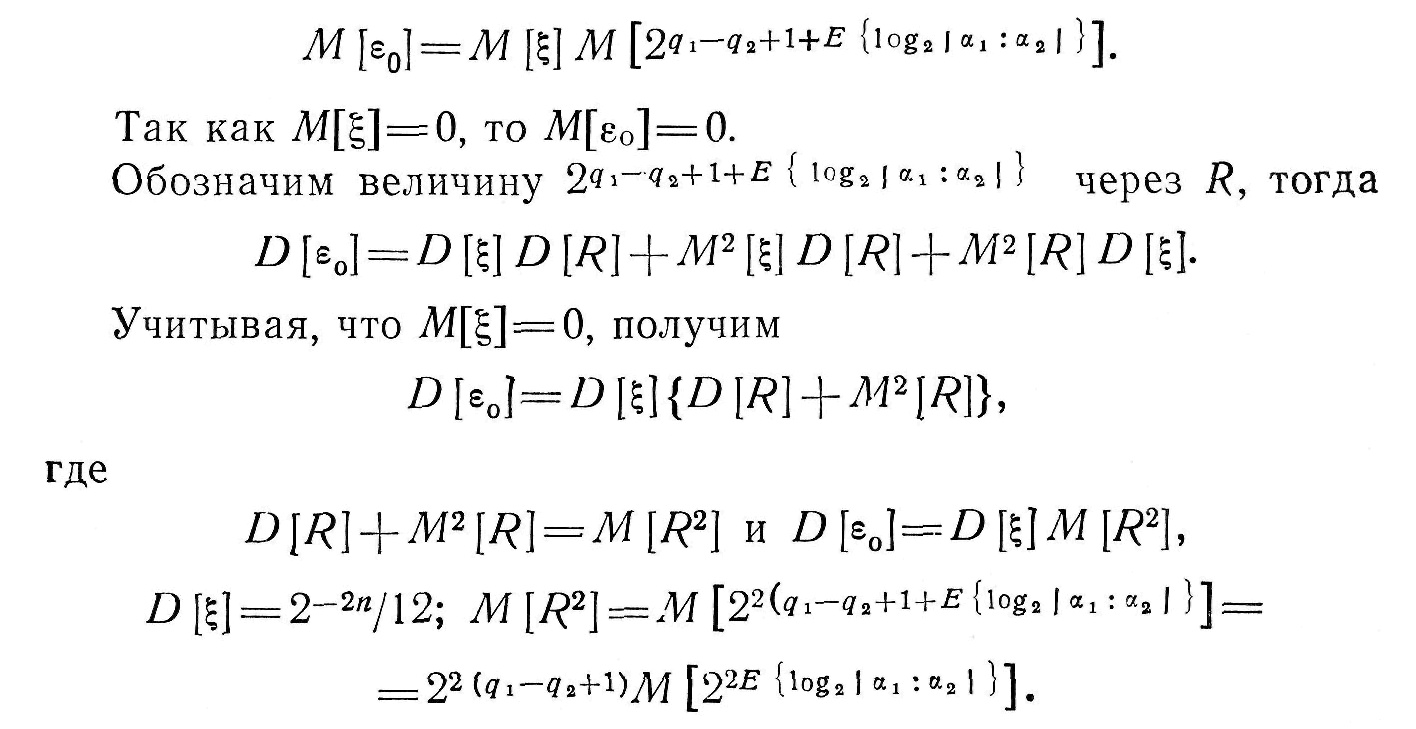 M [ε₀]=M [ξ] M [2^{q₁−q₂+1+E {log₂ | α₁ : α₂ | }}].
Так как M[ξ]=0, то M[ε₀]=0.
Обозначим величину 2^{q₁−q₂+1+E { log₂ | α₁ : α₂ | }} через R, тогда
D [ε₀]=D [ξ] D [R]+M² [ξ] D [R]+M² [R] D [ξ].
Учитывая, что M[ξ]=0, получим
D [ε₀]=D [ξ]{D [R]+M² [R]},
где
D [R]+M² [R]=M [R²] и D [ε₀]=D [ξ] M [R²],
D [ξ]=2^{−2n}/12; M [R²]=M [2^{2(q₁−q₂+1+E {log₂ | α₁ : α₂ | }}]=
=2^{2 (q₁−q₂+1)}M [2^{2E {log₂ | α₁ : α₂ | }}].